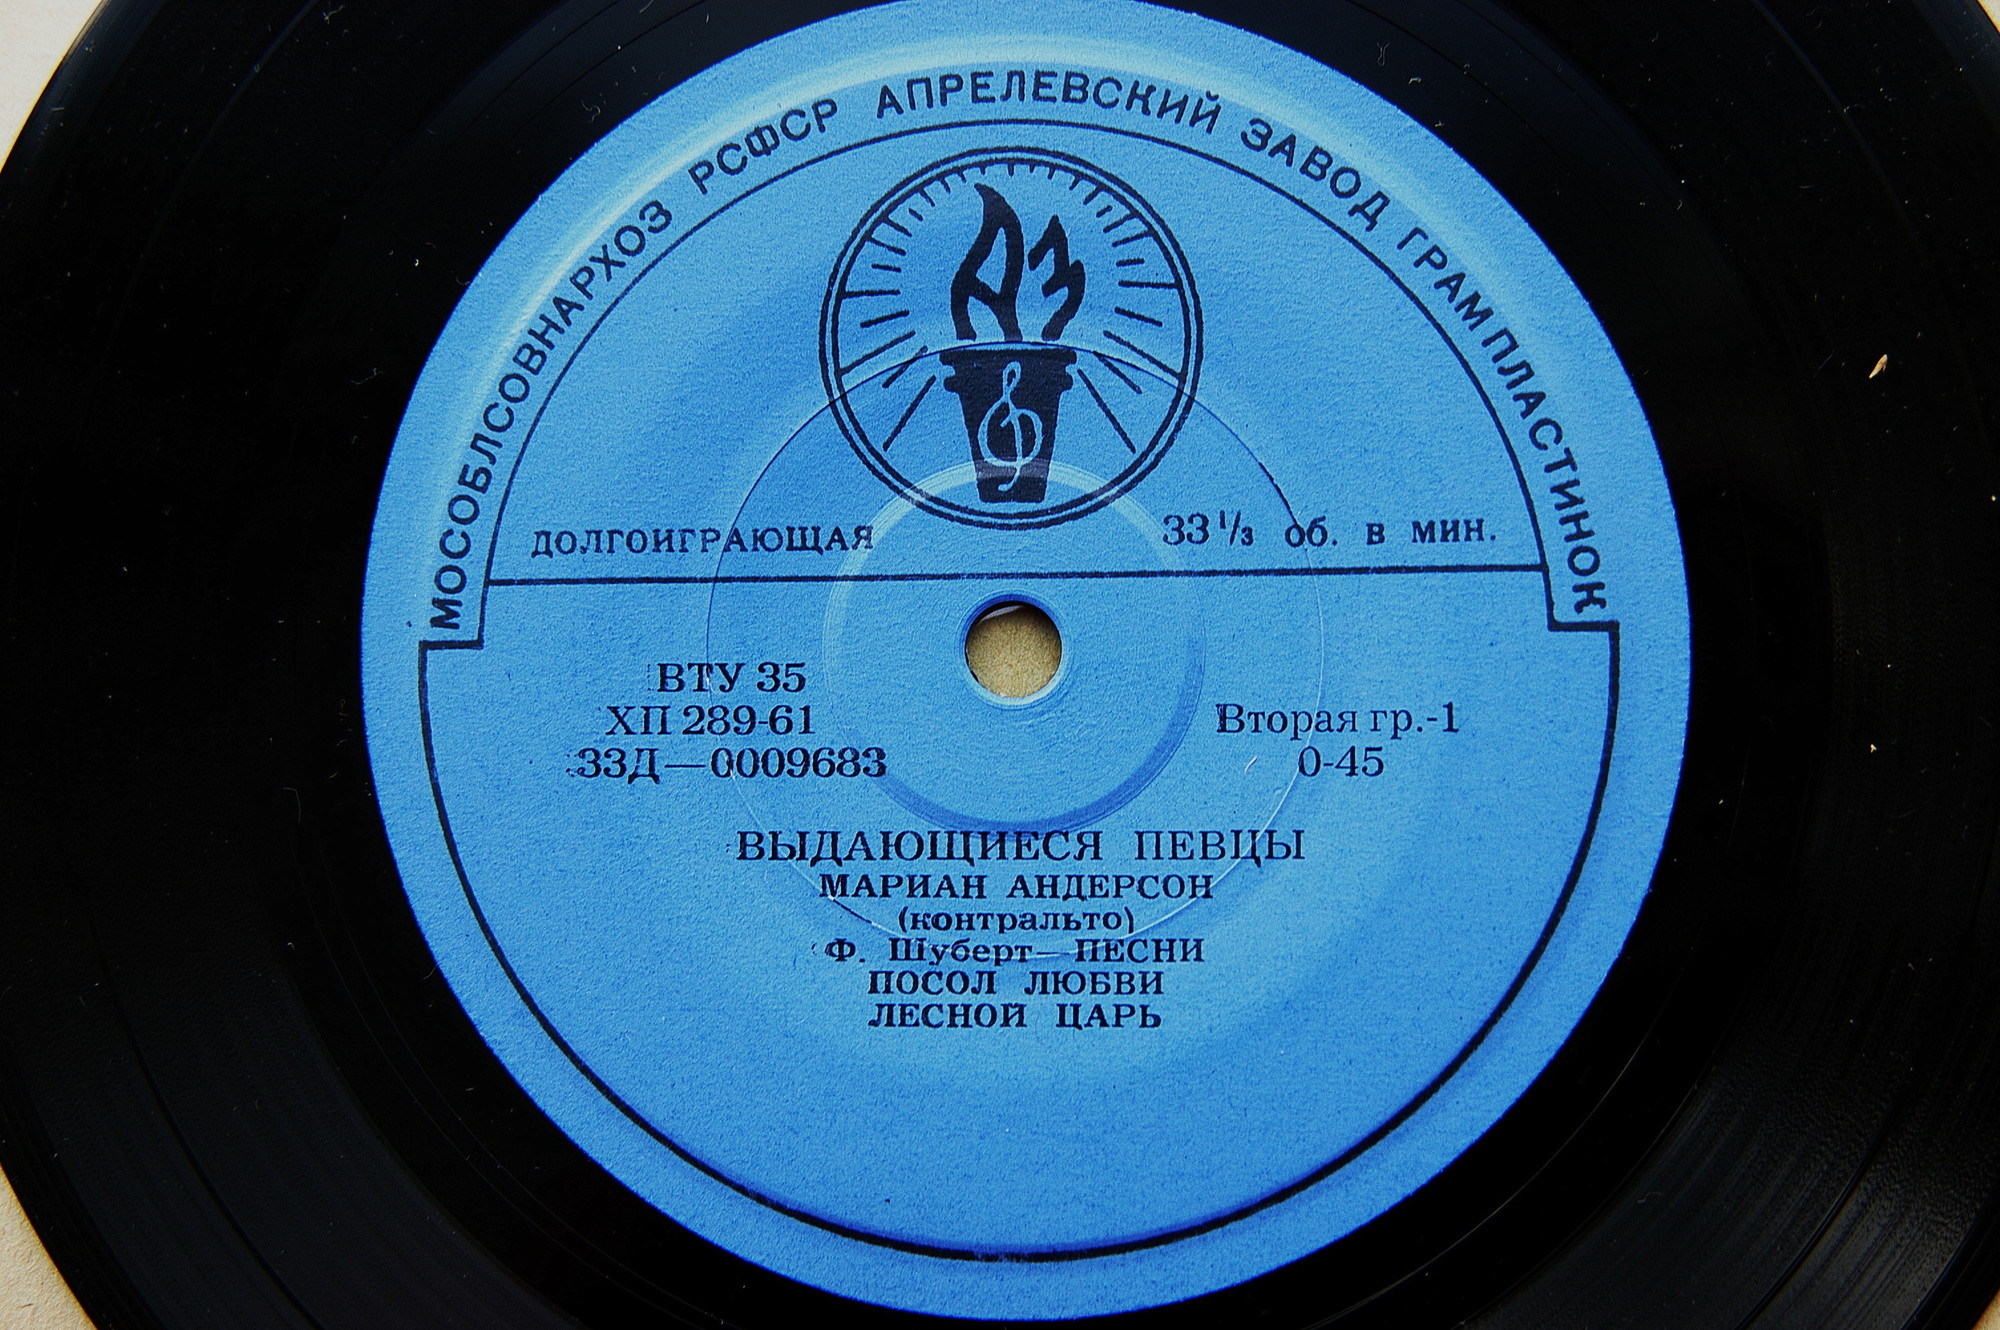 МОСОБЛСОВНАРХОЗ РСФСР АПРЕЛЕВСКИЙ ЗАВОД ГРАМПЛАСТИНОК
АЗ
ДОЛГОИГРАЮЩАЯ 33 1/3 об. в мин.
ВТУ 35
ХП 289-61 Вторая гр.-1
33Д—0009683 0-45
ВЫДАЮЩИЕСЯ ПЕВЦЫ
МАРИАН АНДЕРСОН
(контральто)
Ф. Шуберт—ПЕСНИ
ПОСОЛ ЛЮБВИ
ЛЕСНОЙ ЦАРЬ